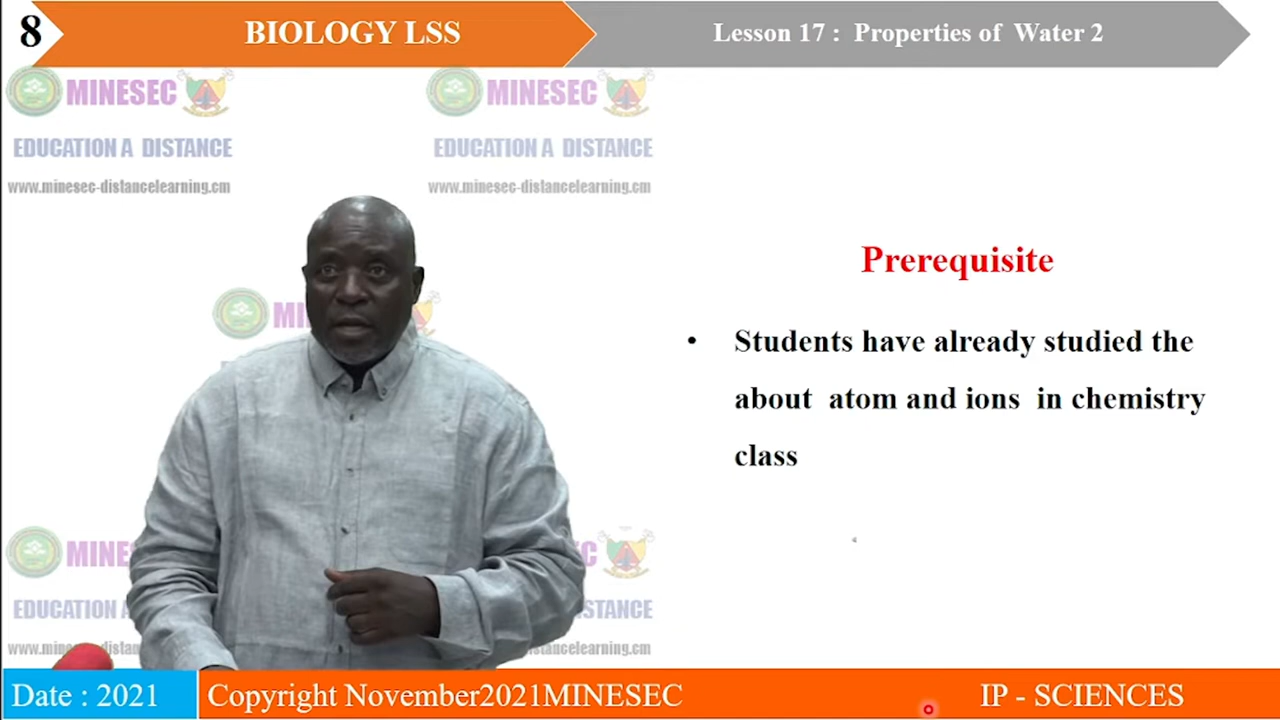 8
BIOLOGY LSS
Lesson 17 : Properties of Water 2
MINESEC
EDUCATION A DISTANCE
www.minesec-distancelearning.cm
MINESEC
EDUCATION A DISTANCE
www.minesec-distancelearning.cm
Prerequisite
• Students have already studied the
about atom and ions in chemistry
class
Date : 2021
Copyright November2021MINESEC
IP - SCIENCES